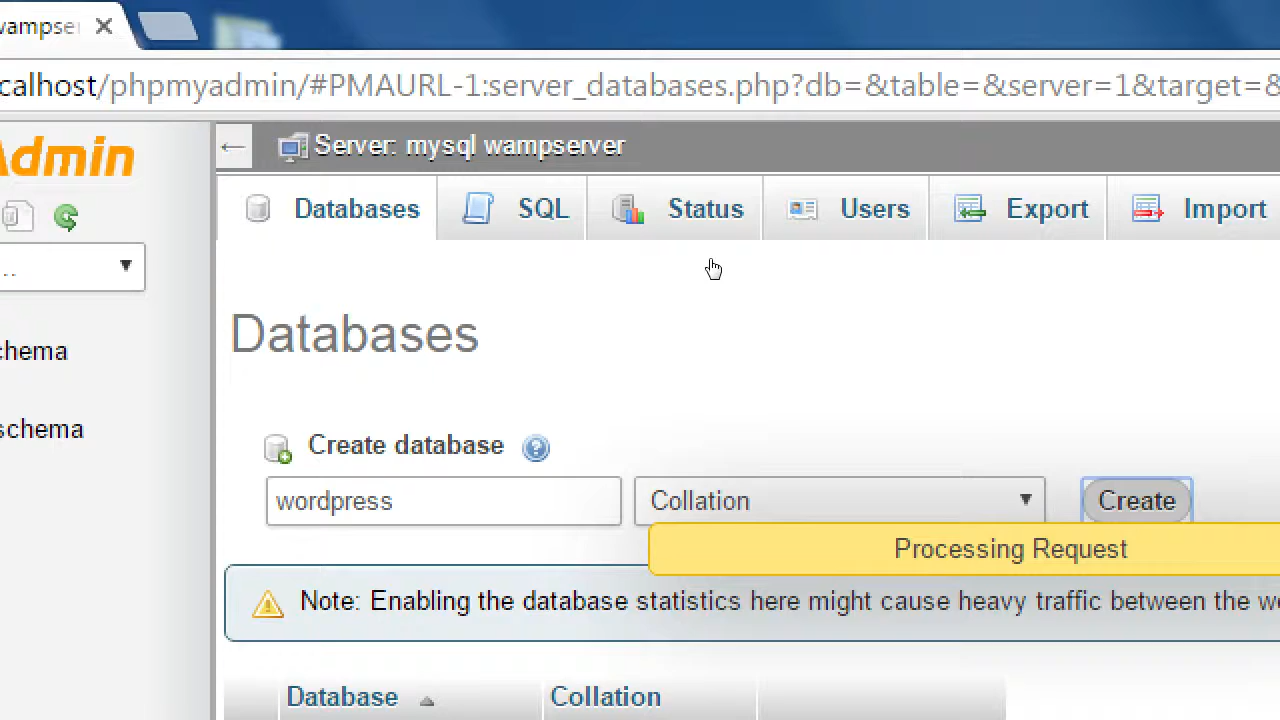 wampser
calhost/phpmyadmin/#PMAURL-1:server_databases.php?db=&table=&server=1&target=&
Admin
Server: mysql wampserver
Databases SQL Status Users Export Import
..
Databases
chema
schema
Create database
wordpress Collation Create
Processing Request
Note: Enabling the database statistics here might cause heavy traffic between the we
Database Collation